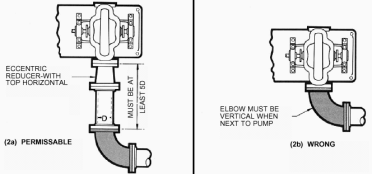 ECCENTRIC
REDUCER-WITH
TOP HORIZONTAL
MUST BE AT
LEAST 5D
D
(2a) PERMISSABLE
ELBOW MUST BE
VERTICAL WHEN
NEXT TO PUMP
(2b) WRONG